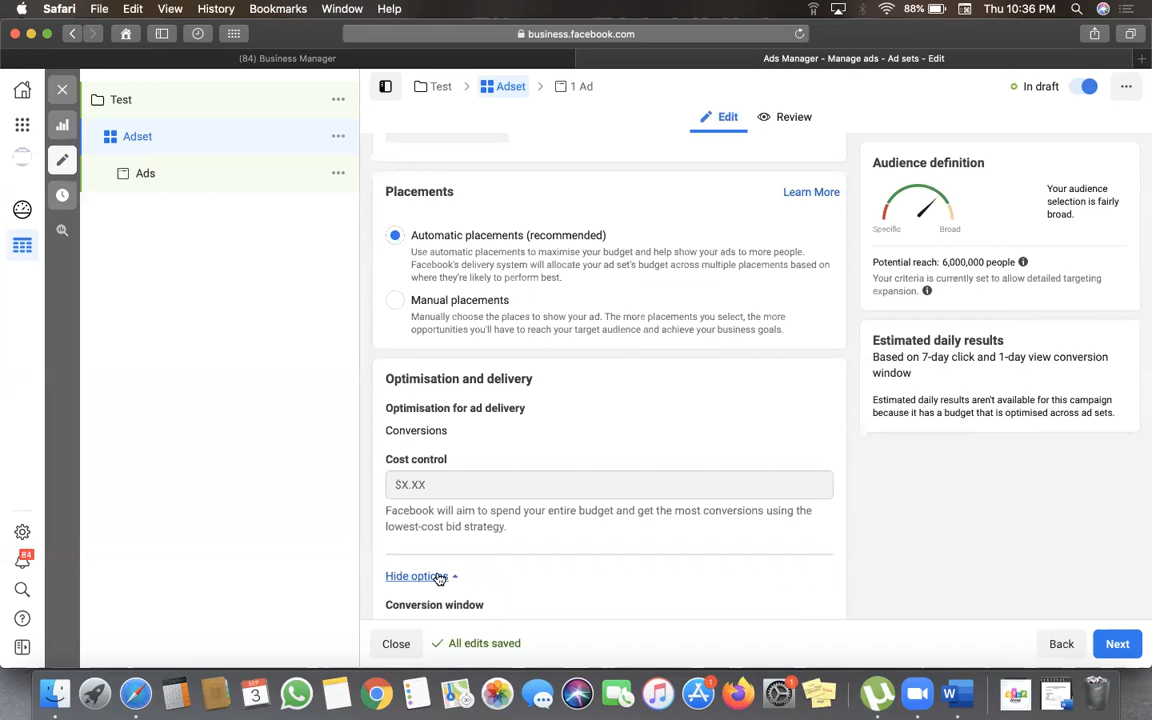 Safari File Edit View History Bookmarks Window Help 88% Thu 10:36 PM
business.facebook.com
(84) Business Manager Ads Manager - Manage ads - Ad sets - Edit
Test
Adset
Ads
Test Adset 1 Ad In draft
Edit Review
Placements Learn More
Automatic placements (recommended)
Use automatic placements to maximise your budget and help show your ads to more people.
Facebook's delivery system will allocate your ad set's budget across multiple placements based on
where they're likely to perform best.
Manual placements
Manually choose the places to show your ad. The more placements you select, the more
opportunities you'll have to reach your target audience and achieve your business goals.
Optimisation and delivery
Optimisation for ad delivery
Conversions
Cost control
$X.XX
Facebook will aim to spend your entire budget and get the most conversions using the
lowest-cost bid strategy.
Hide options
Conversion window
Close All edits saved Back Next
Audience definition
Your audience
selection is fairly
broad.
Specific Broad
Potential reach: 6,000,000 people
Your criteria is currently set to allow detailed targeting
expansion.
Estimated daily results
Based on 7-day click and 1-day view conversion
window
Estimated daily results aren't available for this campaign
because it has a budget that is optimised across ad sets.
84
SEP
3
1
1
W